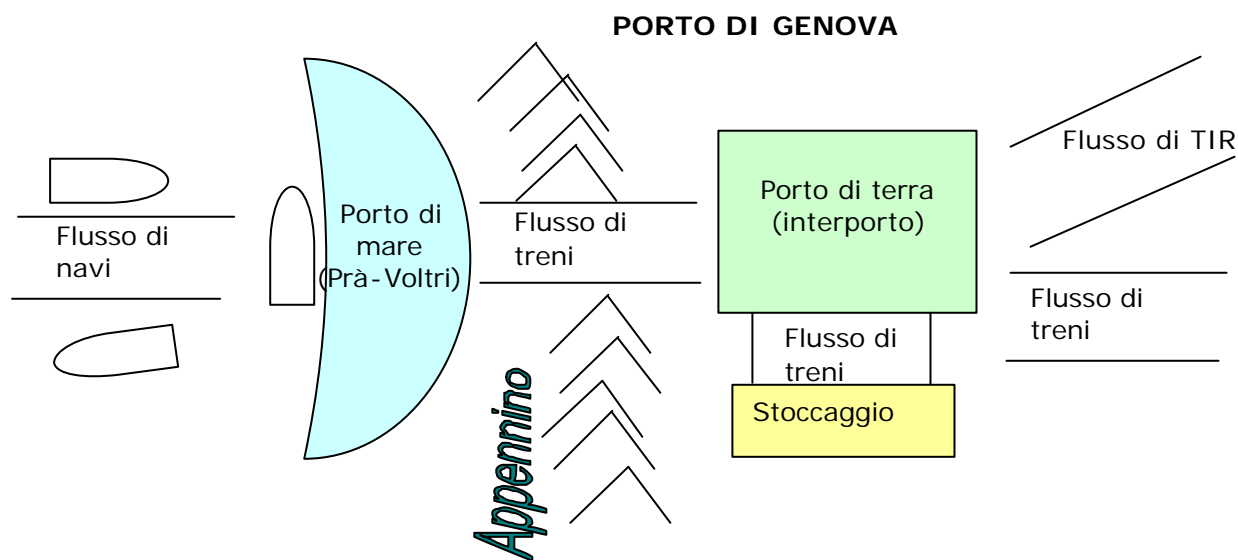 PORTO DI GENOVA
Flusso di
navi
Porto di
mare
(Prà-Voltri)
Flusso di
treni
Appennino
Porto di terra
(interporto)
Flusso di
treni
Stoccaggio
Flusso di TIR
Flusso di
treni